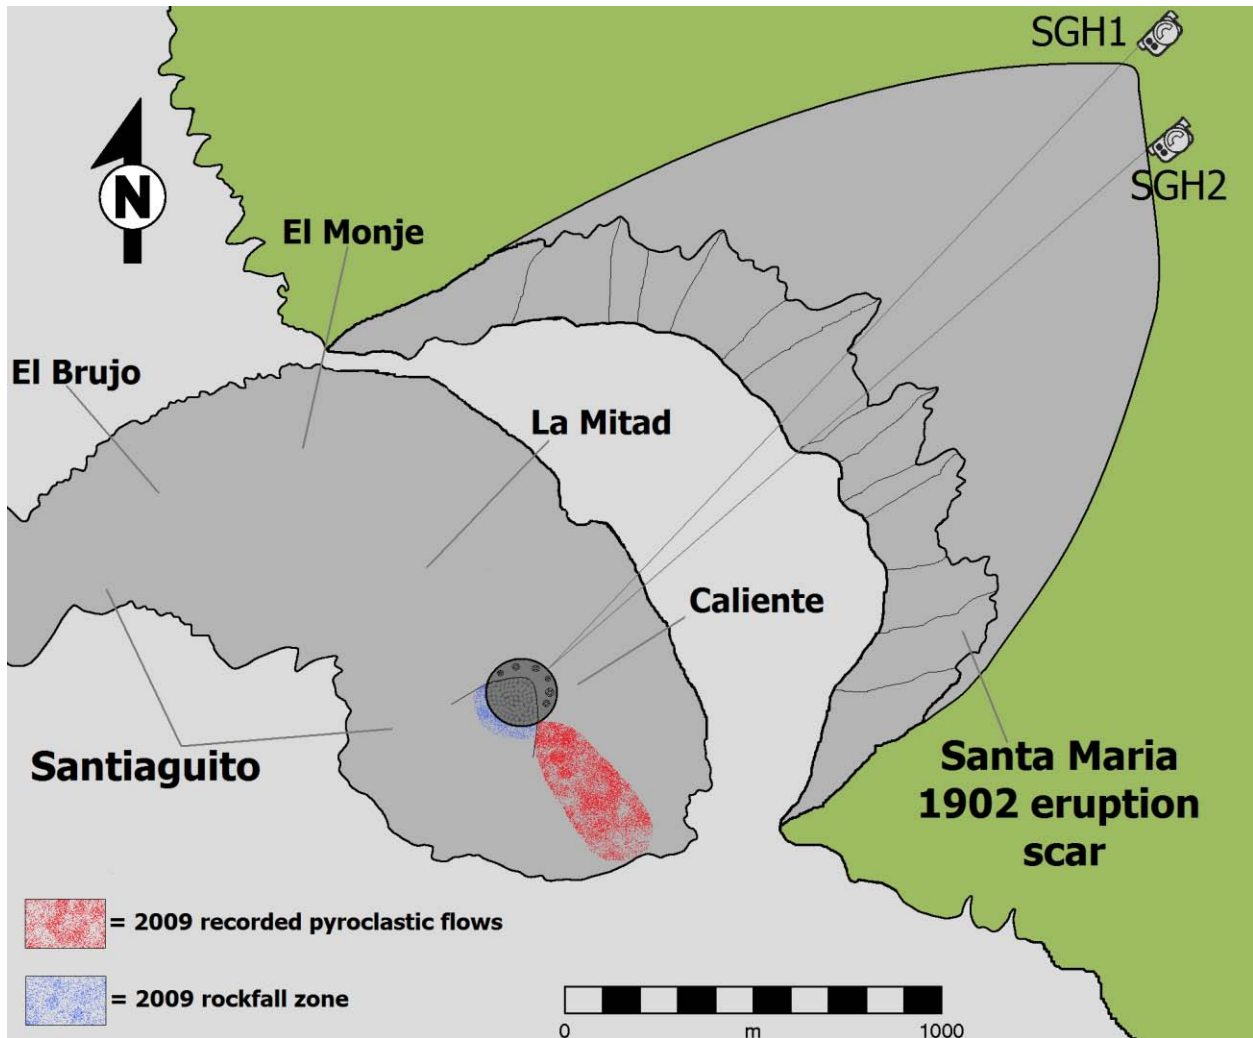 SGH1
SGH2
N
El Monje
El Brujo
La Mitad
Caliente
Santiaguito
Santa Maria
1902 eruption
scar
= 2009 recorded pyroclastic flows
= 2009 rockfall zone
0 m 1000